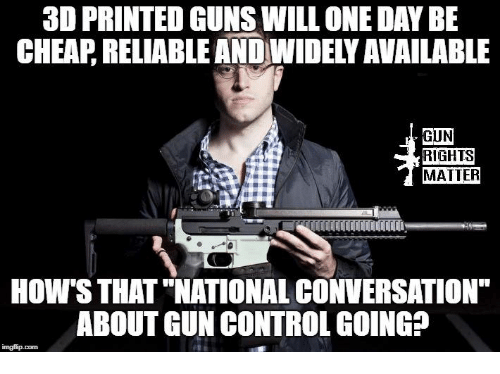 3D PRINTED GUNS WILL ONE DAY BE
CHEAP, RELIABLE AND WIDELY AVAILABLE
GUN
RIGHTS
MATTER
HOW'S THAT "NATIONAL CONVERSATION"
ABOUT GUN CONTROL GOING?
imgflip.com